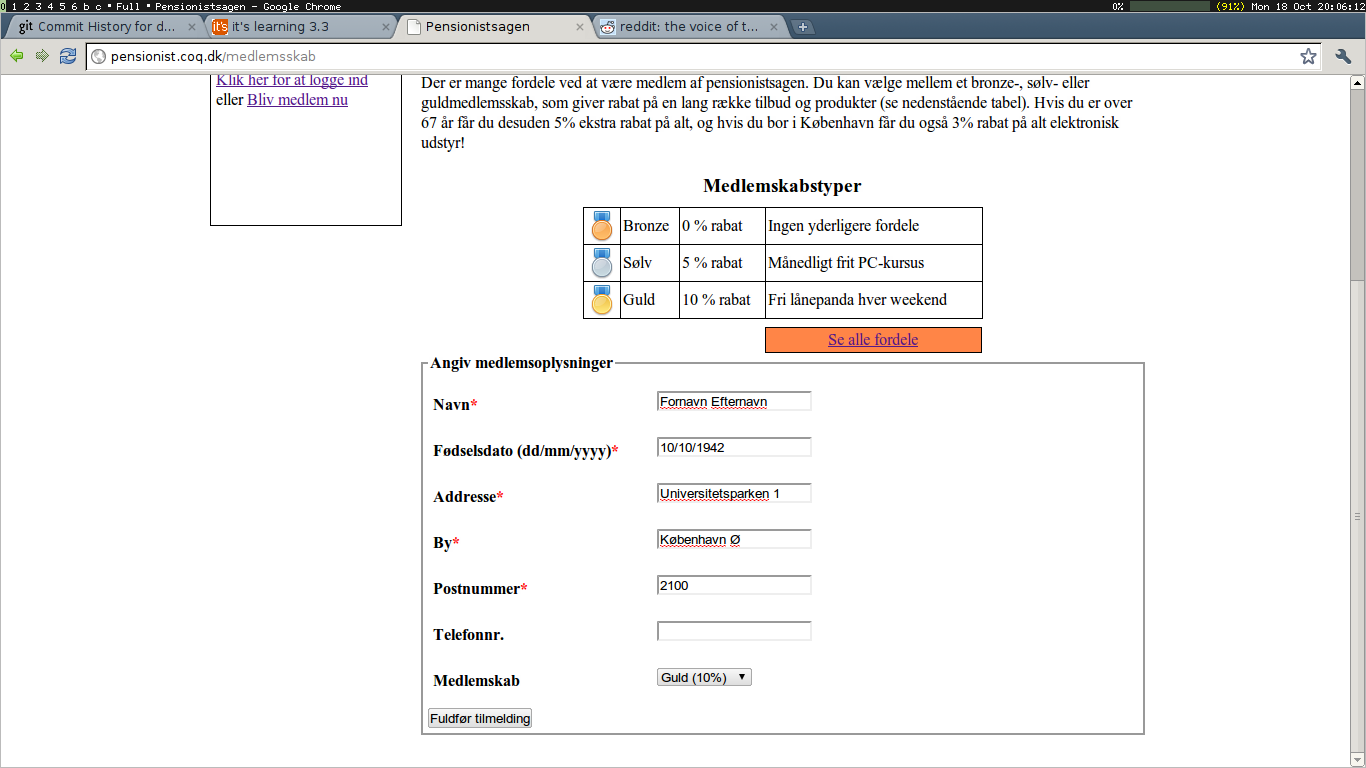 0 1 2 3 4 5 6 b c • Full • Pensionistsagen - Google Chrome 0% (91%) Mon 18 Oct 20:06:12
git Commit History for d... it's it's learning 3.3 Pensionistsagen reddit: the voice of t...
pensionist.coq.dk/medlemsskab
Klik her for at logge ind
eller Bliv medlem nu
Der er mange fordele ved at være medlem af pensionistsagen. Du kan vælge mellem et bronze-, sølv- eller
guldmedlemsskab, som giver rabat på en lang række tilbud og produkter (se nedenstående tabel). Hvis du er over
67 år får du desuden 5% ekstra rabat på alt, og hvis du bor i København får du også 3% rabat på alt elektronisk
udstyr!
Medlemskabstyper
Bronze 0 % rabat Ingen yderligere fordele
Sølv 5 % rabat Månedligt frit PC-kursus
Guld 10 % rabat Fri lånepanda hver weekend
Se alle fordele
Angiv medlemsoplysninger
Navn* Fornavn Efternavn
Fødselsdato (dd/mm/yyyy)* 10/10/1942
Addresse* Universitetsparken 1
By* København Ø
Postnummer* 2100
Telefonnr.
Medlemskab Guld (10%)
Fuldfør tilmelding